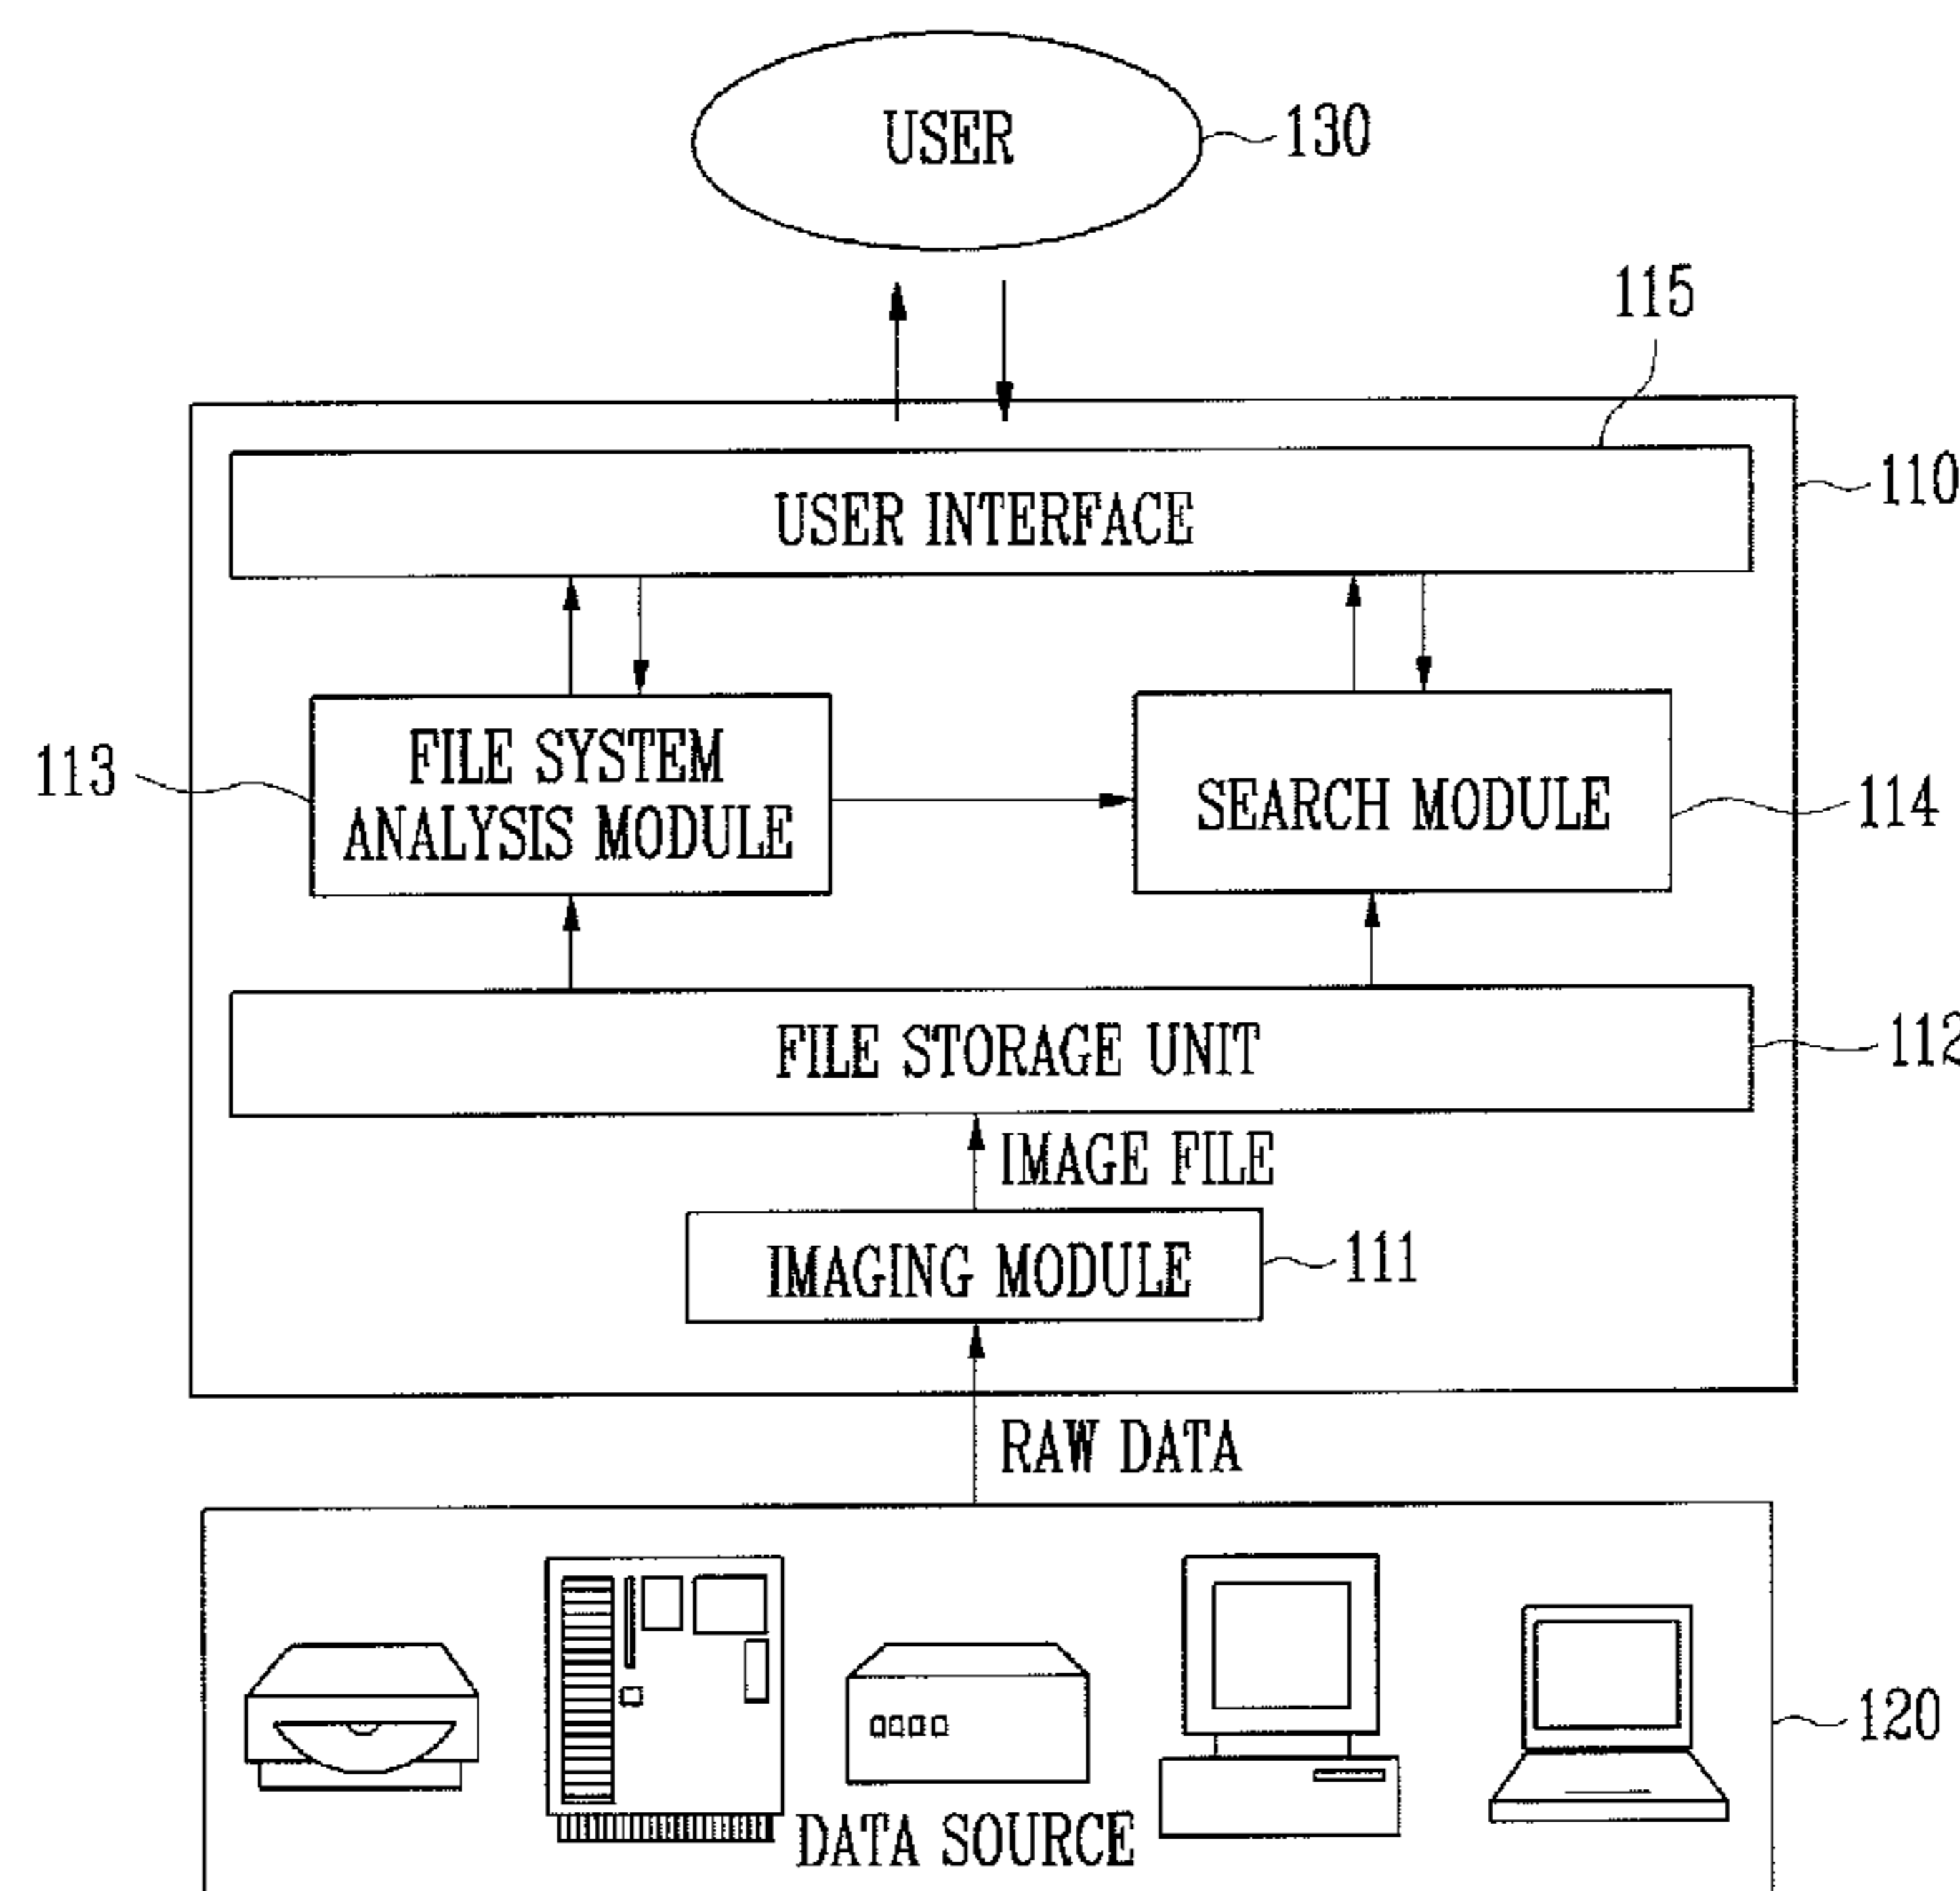 USER
130
115
USER INTERFACE
110
FILE SYSTEM
ANALYSIS MODULE
113
SEARCH MODULE
114
FILE STORAGE UNIT
112
IMAGE FILE
IMAGING MODULE
111
RAW DATA
120
DATA SOURCE